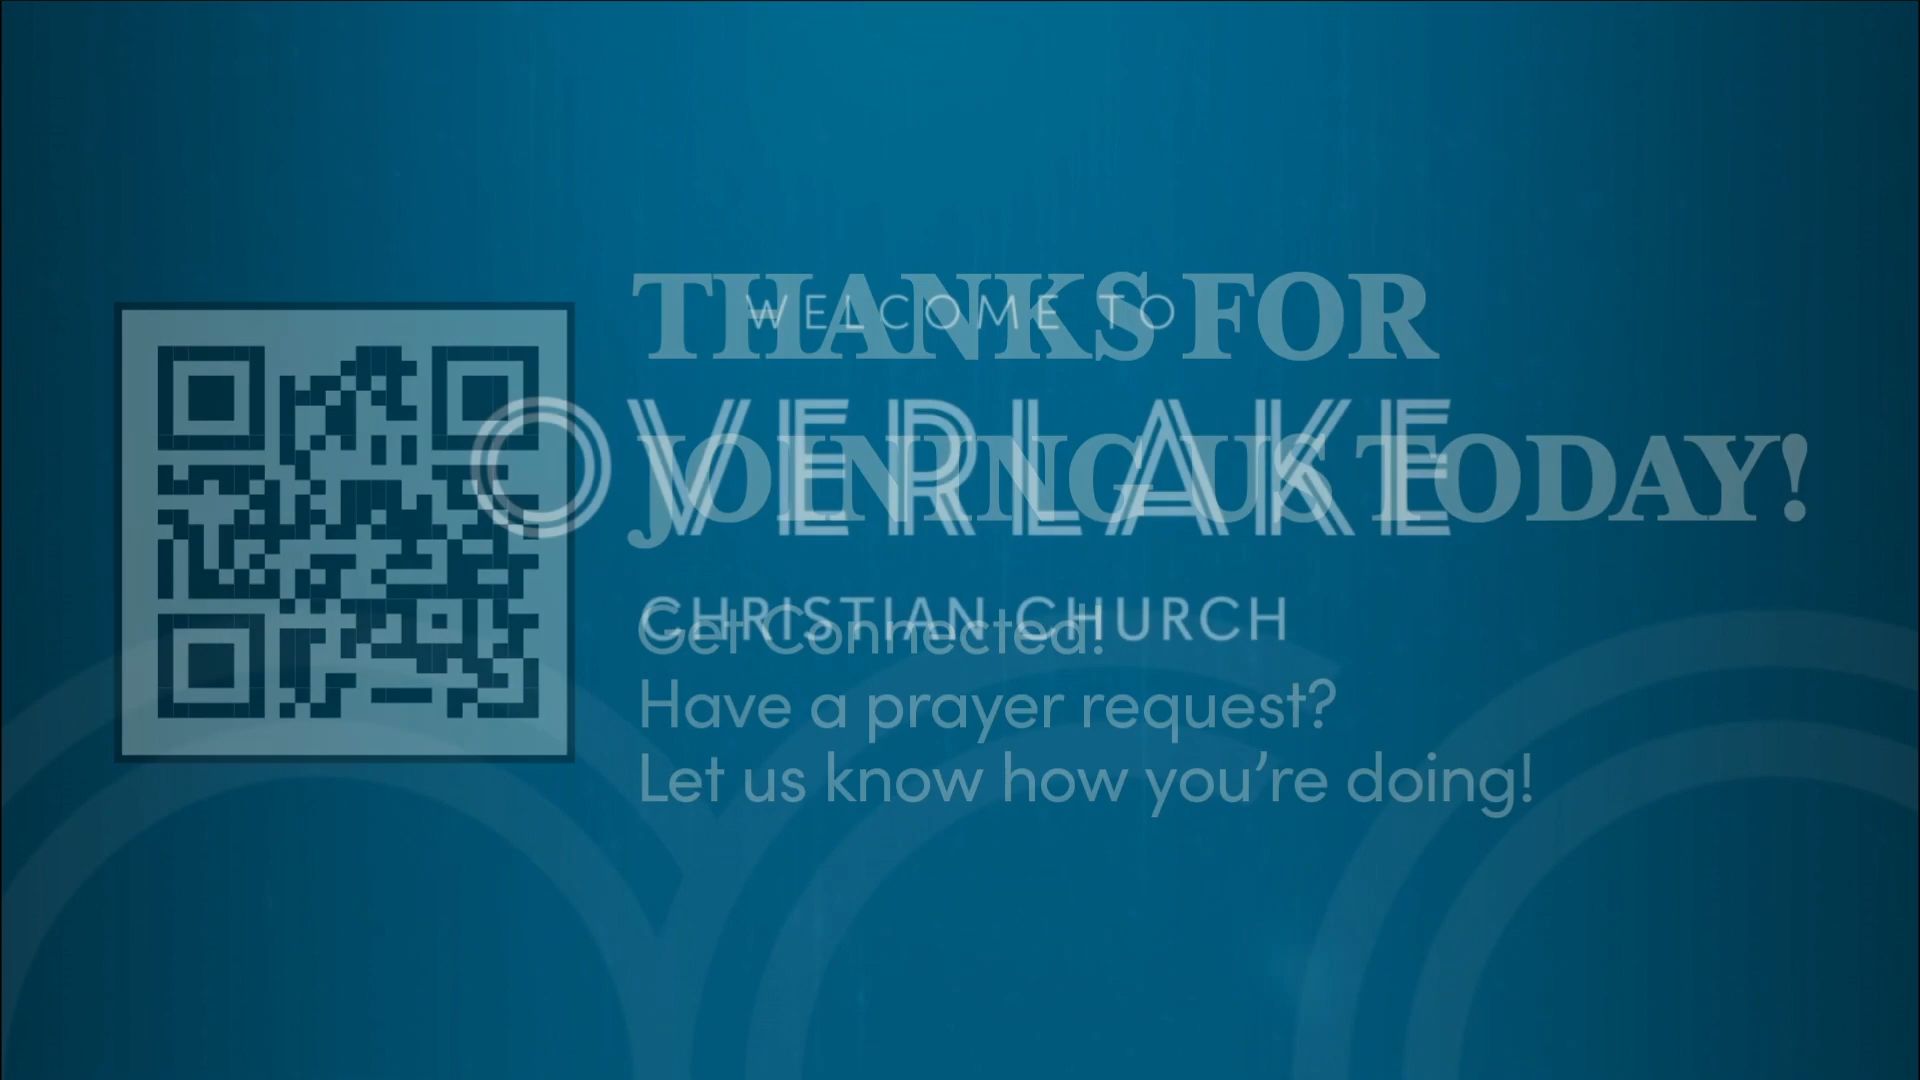 WELCOME TO
OVERLAKE
CHRISTIAN CHURCH
THANKS FOR
JOINING US TODAY!
Get Connected!
Have a prayer request?
Let us know how you're doing!